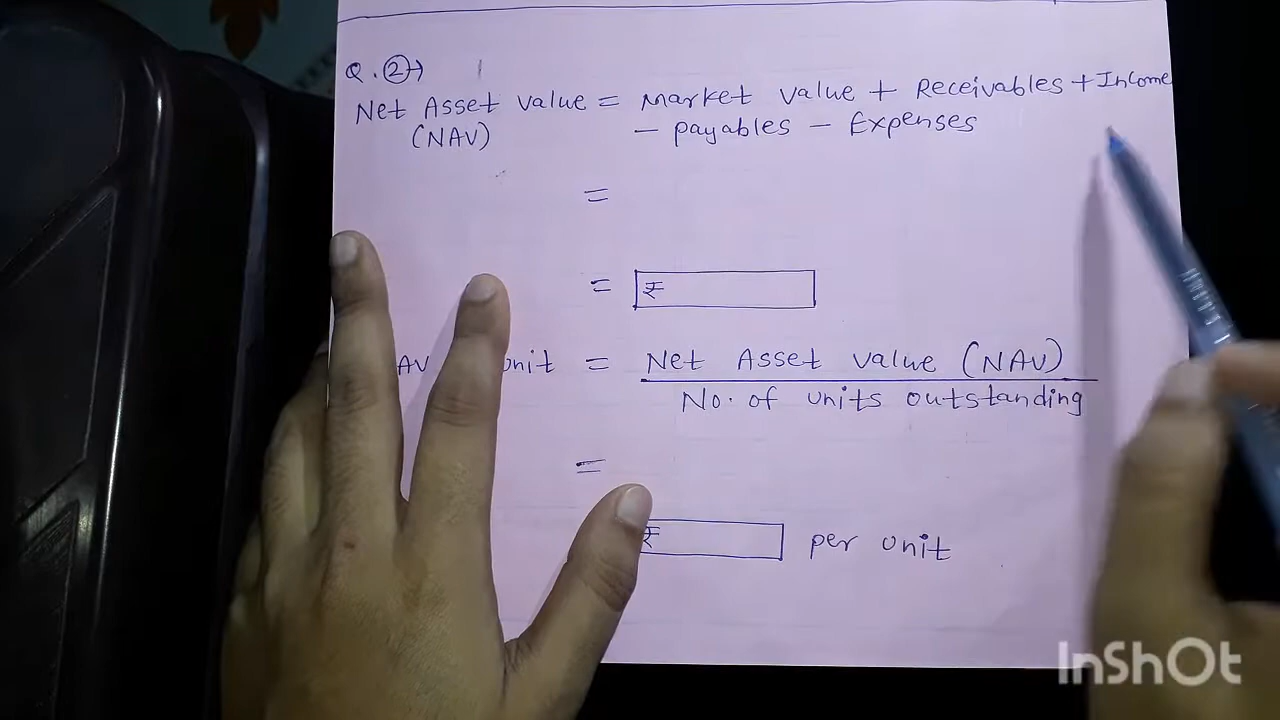 Q. ②→
Net Asset value = Market value + Receivables + Income
(NAV) - payables - Expenses
=
= ₹
AV unit = Net Asset value (NAV)
No. of units outstanding
=
₹ per unit
InShOt